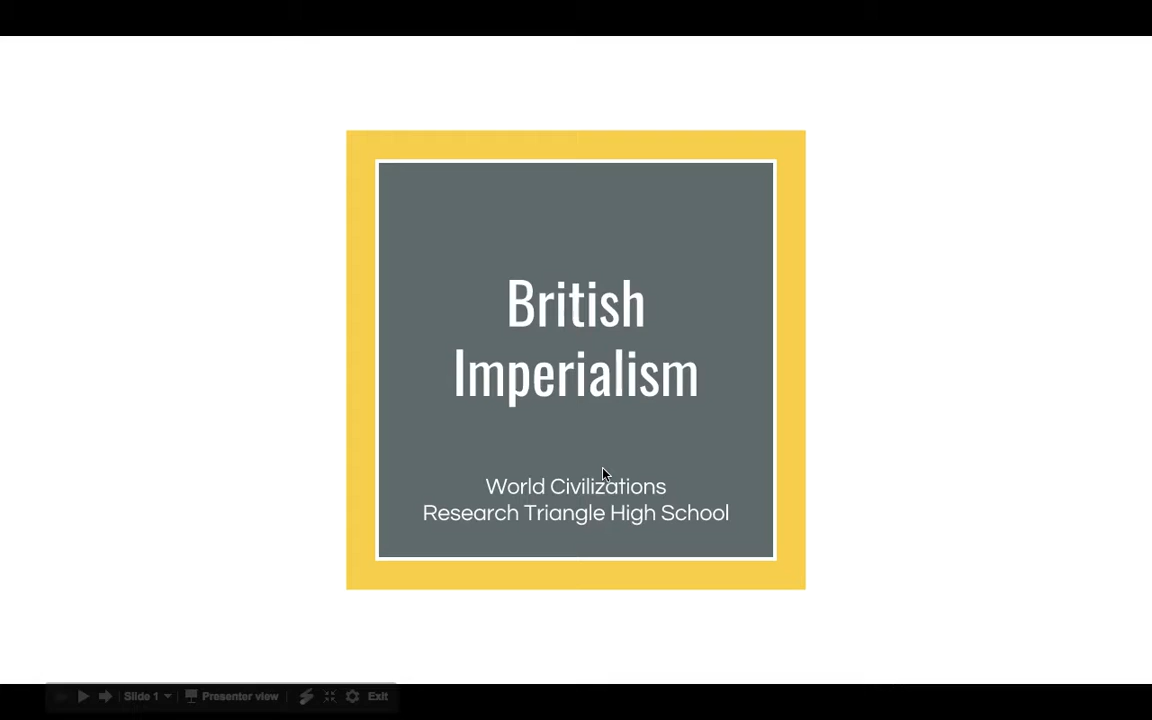 British
Imperialism
World Civilizations
Research Triangle High School
Slide 1
Presenter view
Exit